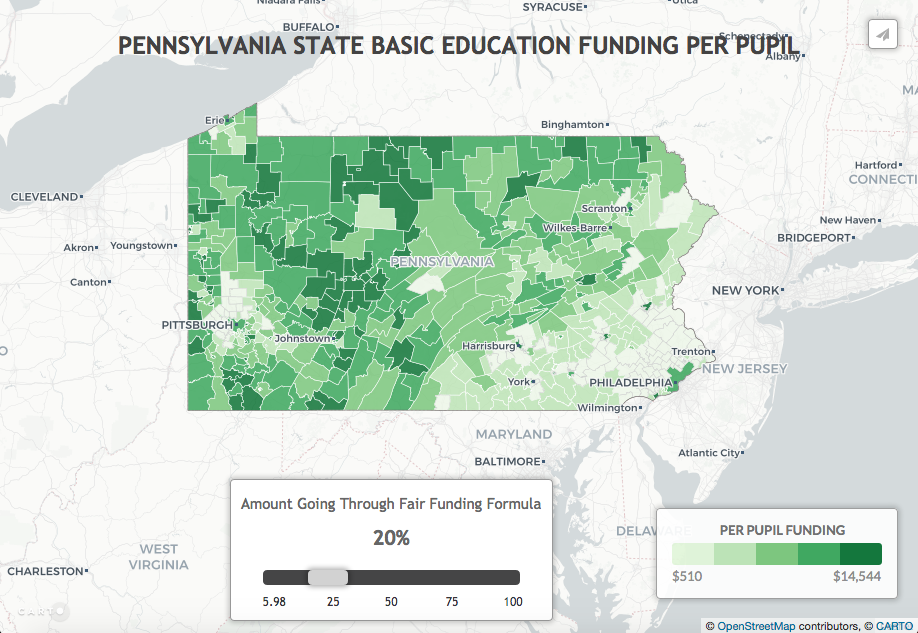 Niagara Falls
SYRACUSE
Utica
BUFFALO
Schenectady
PENNSYLVANIA STATE BASIC EDUCATION FUNDING PER PUPIL
Albany
Erie
Binghamton
Hartford
CONNECTI
CLEVELAND
Scranton
New Haven
Wilkes-Barre
BRIDGEPORT
Akron
Youngstown
PENNSYLVANIA
Canton
NEW YORK
PITTSBURGH
Johnstown
Harrisburg
Trenton
NEW JERSEY
York
PHILADELPHIA
Wilmington
MARYLAND
BALTIMORE
Atlantic City
Amount Going Through Fair Funding Formula
20%
5.98 25 50 75 100
DELAWARE
PER PUPIL FUNDING
$510 $14,544
WEST
VIRGINIA
CHARLESTON
CARTO
© OpenStreetMap contributors, © CARTO